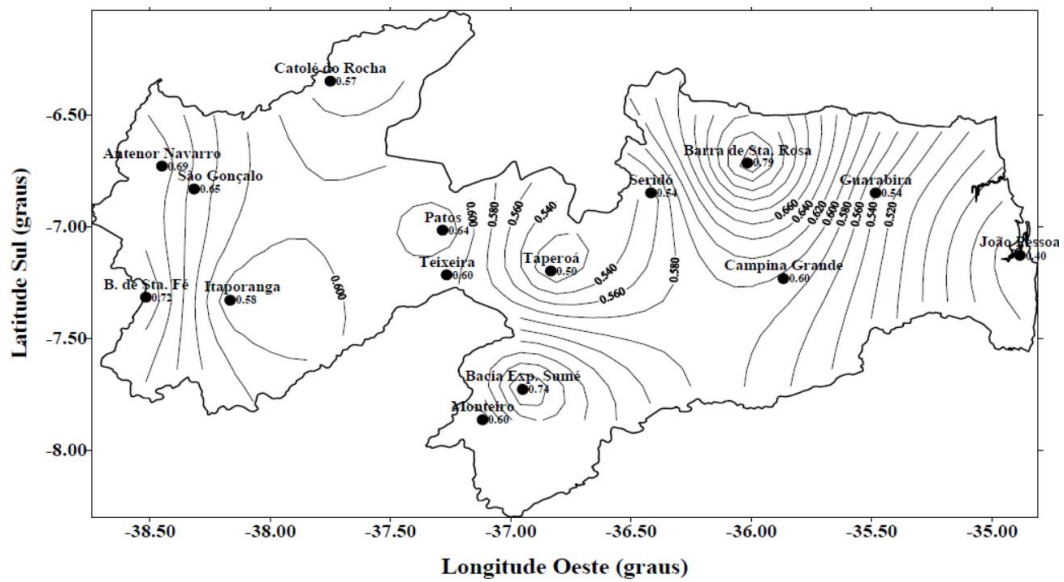 Catolé do Rocha
0.57
-6.50
Antenor Navarro
0.69
São Gonçalo
0.65
Barra de Sta. Rosa
0.79
Seridó
0.54
Guarabira
0.54
0.660
0.640
0.620
0.600
0.580
0.560
0.540
0.520
-7.00
Patos
0.64
0.600
0.580
0.560
0.540
João Pessoa
0.40
Teixeira
0.60
Taperoá
0.50
0.540
0.560
0.580
Campina Grande
0.60
B. de Sta. Fé
0.72
Itaporanga
0.58
0.600
-7.50
Bacia Exp. Sumé
0.74
Monteiro
0.60
-8.00
Latitude Sul (graus)
-38.50 -38.00 -37.50 -37.00 -36.50 -36.00 -35.50 -35.00
Longitude Oeste (graus)